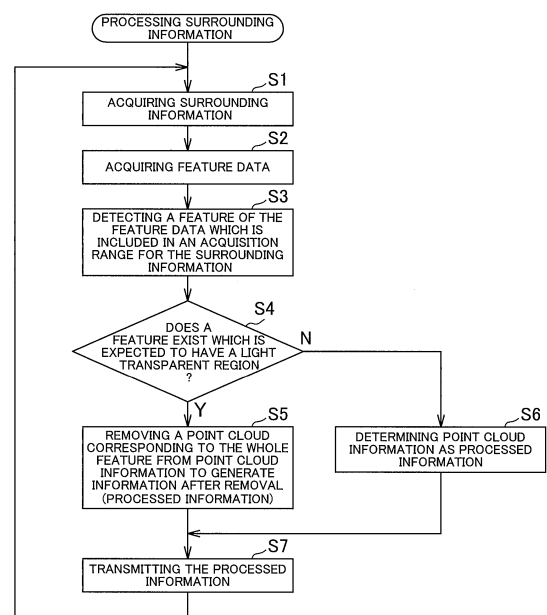 PROCESSING SURROUNDING
INFORMATION
S1
ACQUIRING SURROUNDING
INFORMATION
S2
ACQUIRING FEATURE DATA
S3
DETECTING A FEATURE OF THE
FEATURE DATA WHICH IS
INCLUDED IN AN ACQUISITION
RANGE FOR THE SURROUNDING
INFORMATION
S4
DOES A
FEATURE EXIST WHICH IS
EXPECTED TO HAVE A LIGHT
TRANSPARENT REGION
?
N
Y
S5
REMOVING A POINT CLOUD
CORRESPONDING TO THE WHOLE
FEATURE FROM POINT CLOUD
INFORMATION TO GENERATE
INFORMATION AFTER REMOVAL
(PROCESSED INFORMATION)
S6
DETERMINING POINT CLOUD
INFORMATION AS PROCESSED
INFORMATION
S7
TRANSMITTING THE PROCESSED
INFORMATION